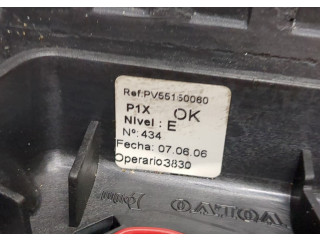 Ref:PV55150060
P1X OK
Nivel : E
Nº: 434
Fecha: 07.06.06
Operario3830